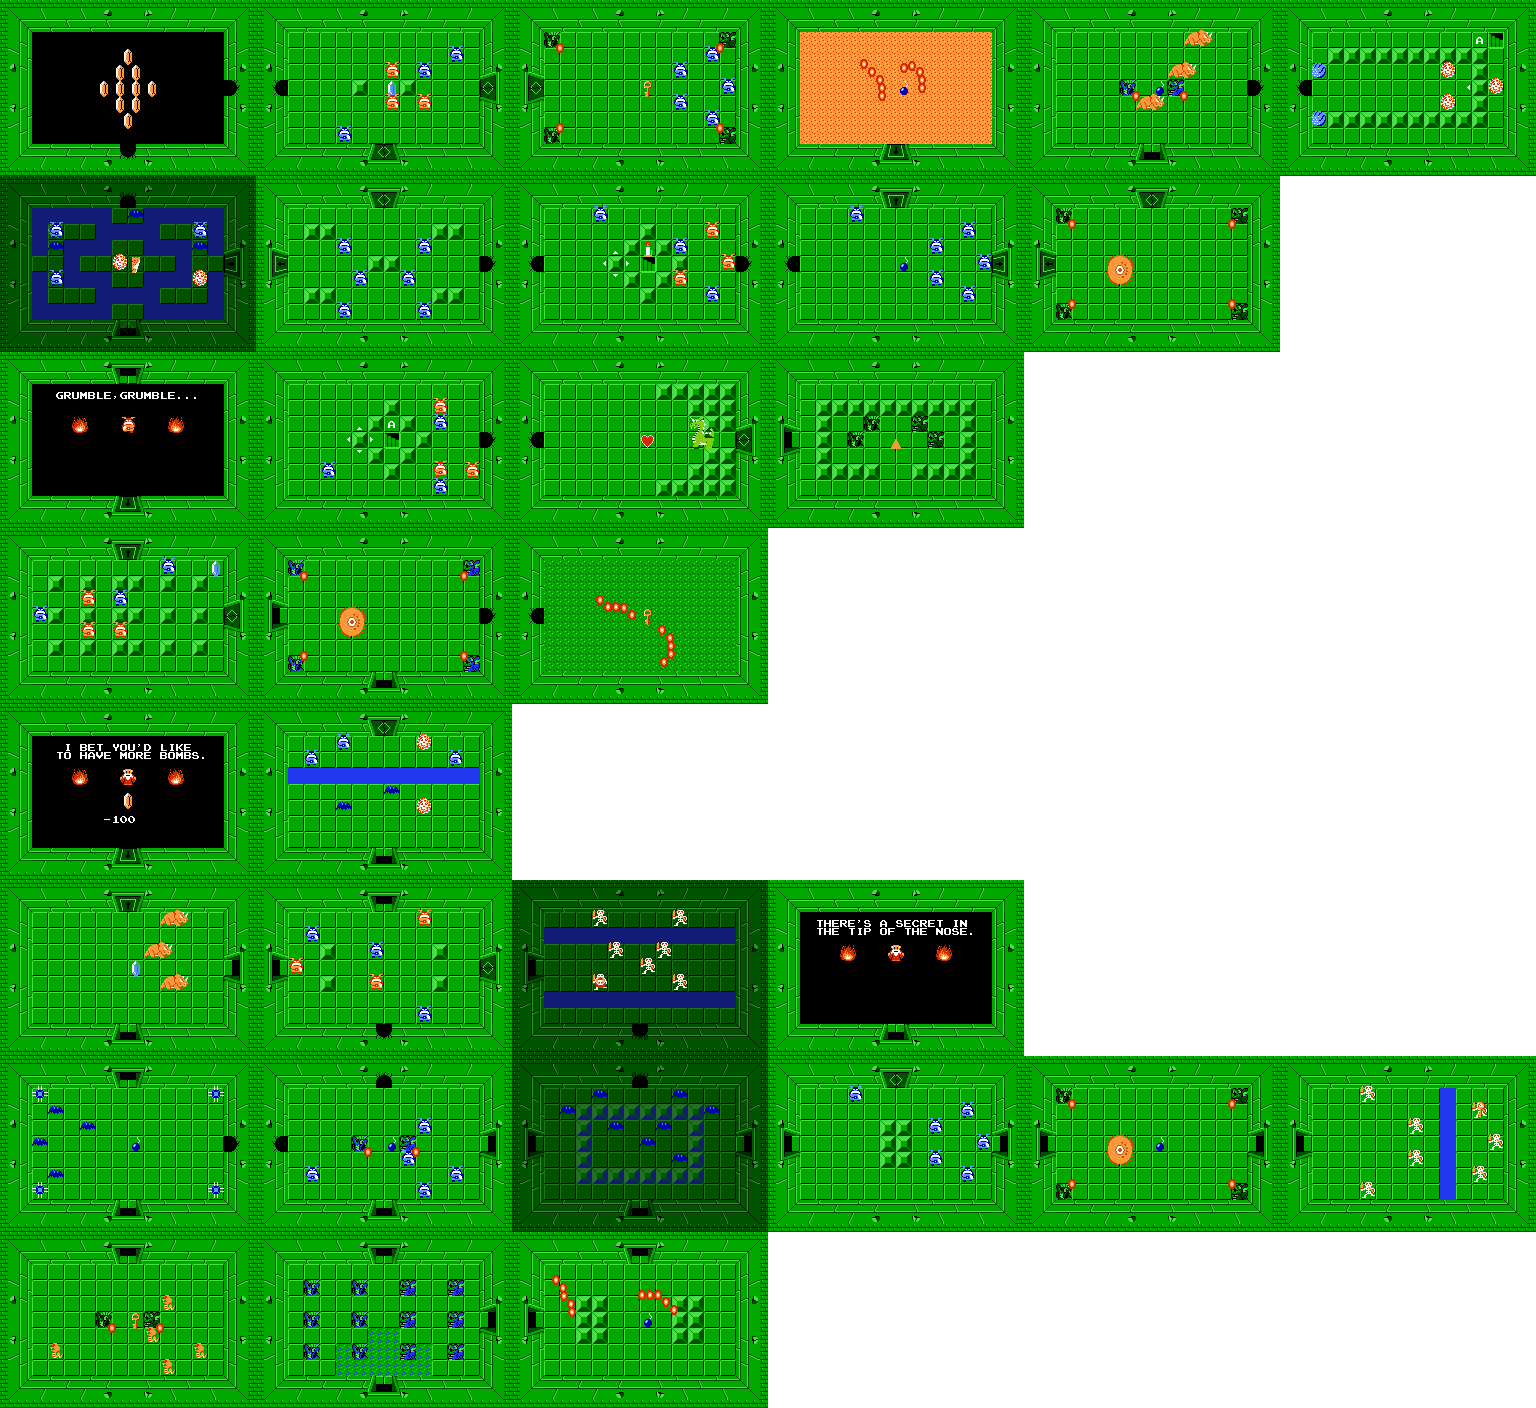 A
GRUMBLE,GRUMBLE...
A
I BET YOU'D LIKE
TO HAVE MORE BOMBS.
-100
THERE'S A SECRET IN
THE TIP OF THE NOSE.